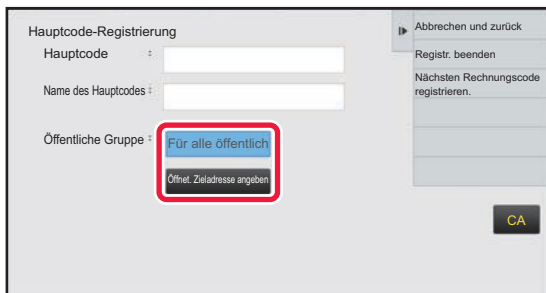 Hauptcode-Registrierung
Hauptcode :
Name des Hauptcodes :
Öffentliche Gruppe :
Für alle öffentlich
Öffnet. Zieladresse angeben
Abbrechen und zurück
Registr. beenden
Nächsten Rechnungscode
registrieren.
CA